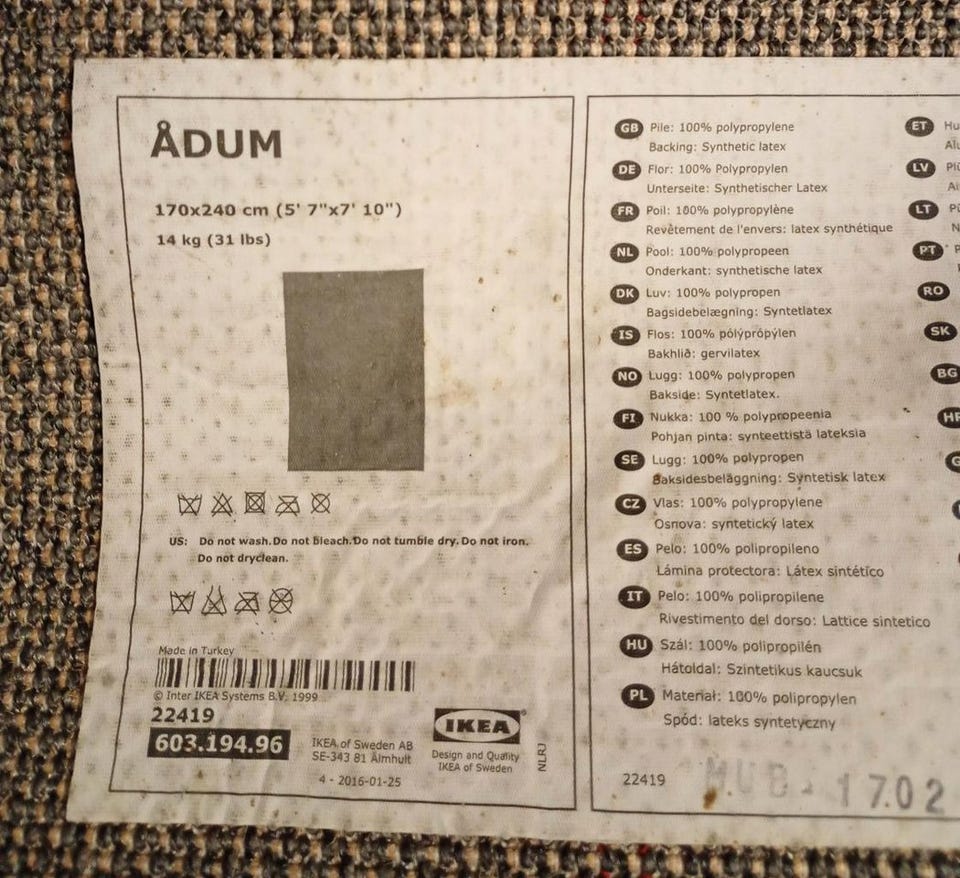 ÅDUM
170x240 cm (5' 7"x7' 10")
14 kg (31 lbs)
US: Do not wash.Do not bleach.Do not tumble dry.Do not iron.
Do not dryclean.
Made in Turkey
© Inter IKEA Systems B.V. 1999
22419
603.194.96
IKEA of Sweden AB
SE-343 81 Älmhult
4 - 2016-01-25
IKEA®
Design and Quality
IKEA of Sweden
NLRJ
GB Pile: 100% polypropylene
Backing: Synthetic latex
DE Flor: 100% Polypropylen
Unterseite: Synthetischer Latex
FR Poil: 100% polypropylène
Revêtement de l'envers: latex synthétique
NL Pool: 100% polypropeen
Onderkant: synthetische latex
DK Luv: 100% polypropen
Bagsidebelægning: Syntetlatex
IS Flos: 100% pólýprópýlen
Bakhlið: gervilatex
NO Lugg: 100% polypropen
Bakside: Syntetlatex.
FI Nukka: 100 % polypropeenia
Pohjan pinta: synteettistä lateksia
SE Lugg: 100% polypropen
Baksidesbeläggning: Syntetisk latex
CZ Vlas: 100% polypropylene
Osnova: syntetický latex
ES Pelo: 100% polipropileno
Lámina protectora: Látex sintético
IT Pelo: 100% polipropilene
Rivestimento del dorso: Lattice sintetico
HU Szál: 100% polipropilén
Hátoldal: Szintetikus kaucsuk
PL Materiał: 100% polipropylen
Spód: lateks syntetyczny
22419
1702
ET
LV
LT
PT
RO
SK
BG